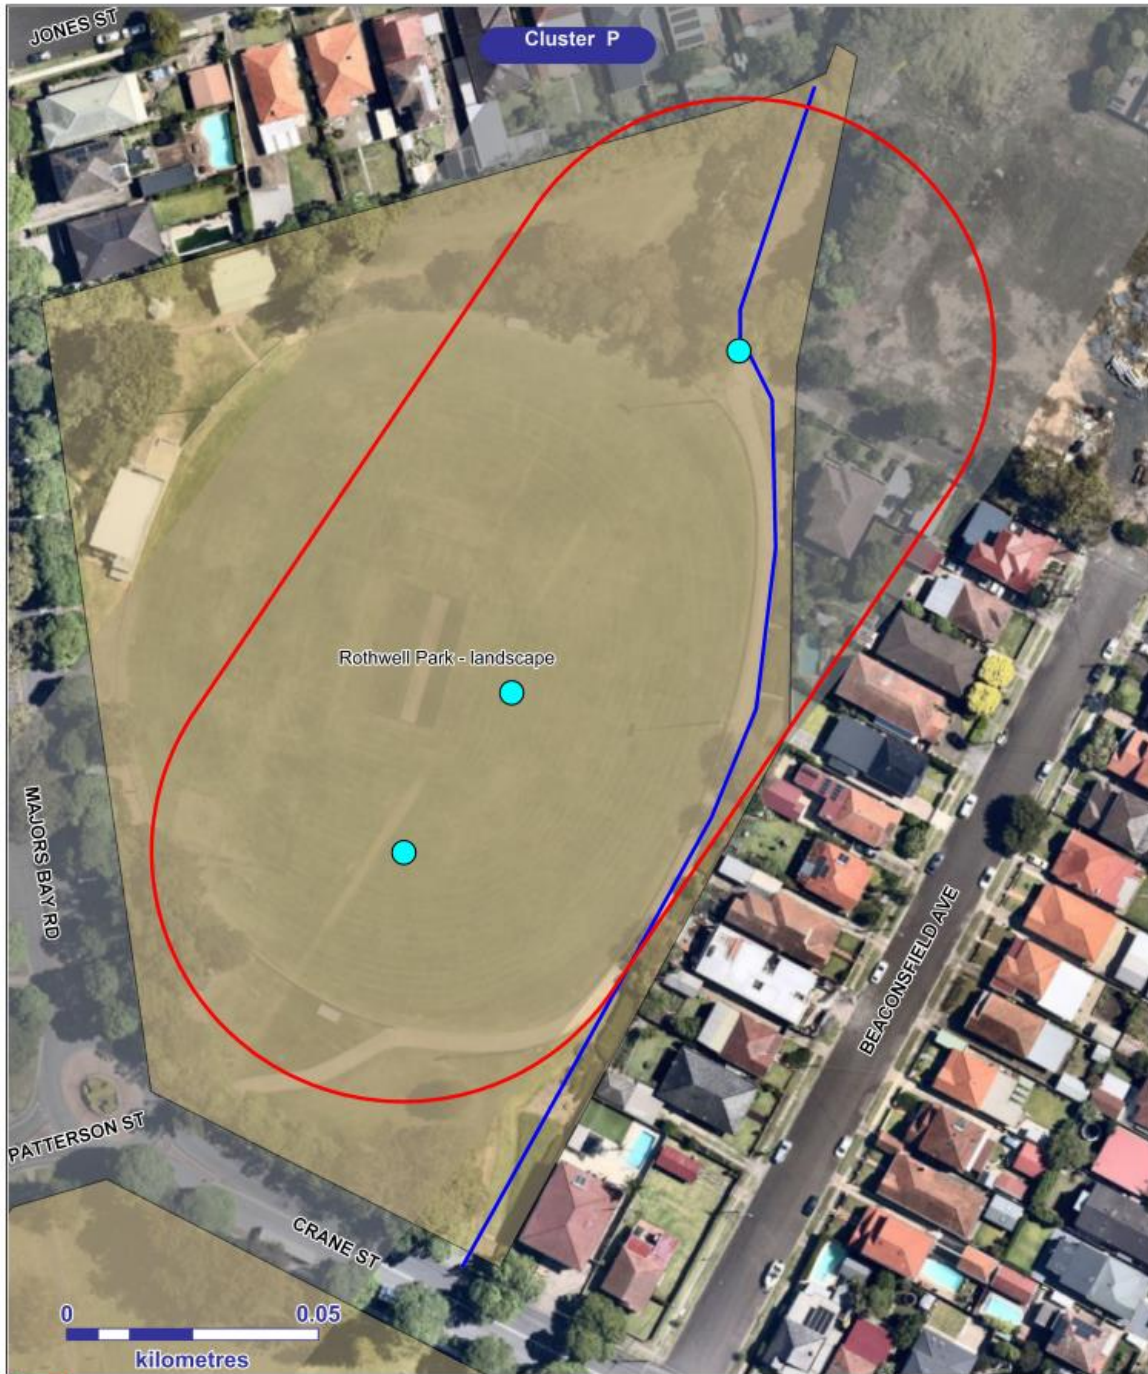 JONES ST
Cluster P
Rothwell Park - landscape
MAJORS BAY RD
BEACONSFIELD AVE
PATTERSON ST
CRANE ST
0 0.05
kilometres